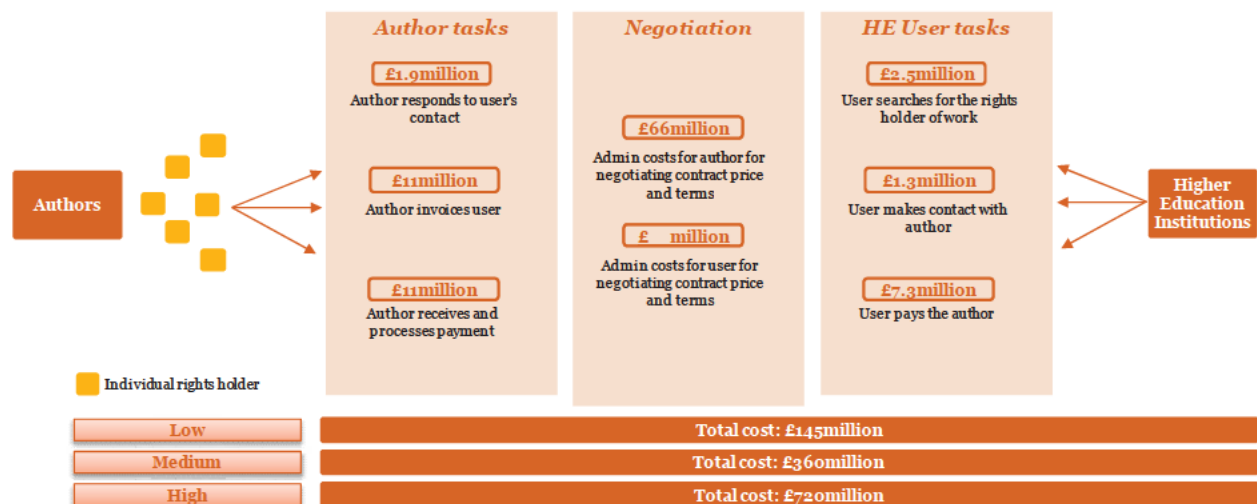 Author tasks
£1.9million
Author responds to user's
contact
£11million
Author invoices user
£11million
Author receives and
processes payment
Negotiation
£66million
Admin costs for author for
negotiating contract price
and terms
£ million
Admin costs for user for
negotiating contract price
and terms
HE User tasks
£2.5million
User searches for the rights
holder of work
£1.3million
User makes contact with
author
£7.3million
User pays the author
Authors
Higher
Education
Institutions
Individual rights holder
Low
Total cost: £145million
Medium
Total cost: £360million
High
Total cost: £720million